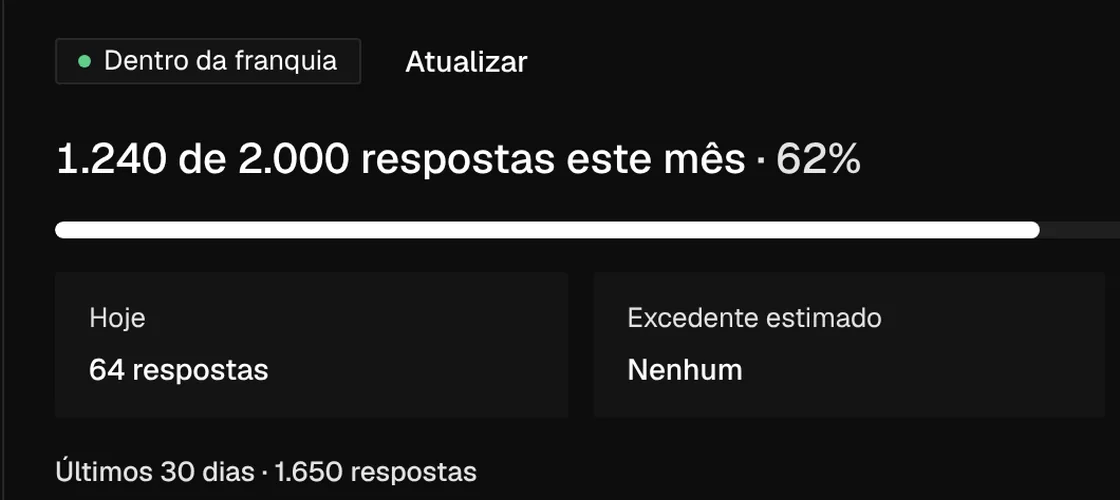 Dentro da franquia Atualizar
1.240 de 2.000 respostas este mês · 62%
Hoje
64 respostas
Excedente estimado
Nenhum
Últimos 30 dias · 1.650 respostas